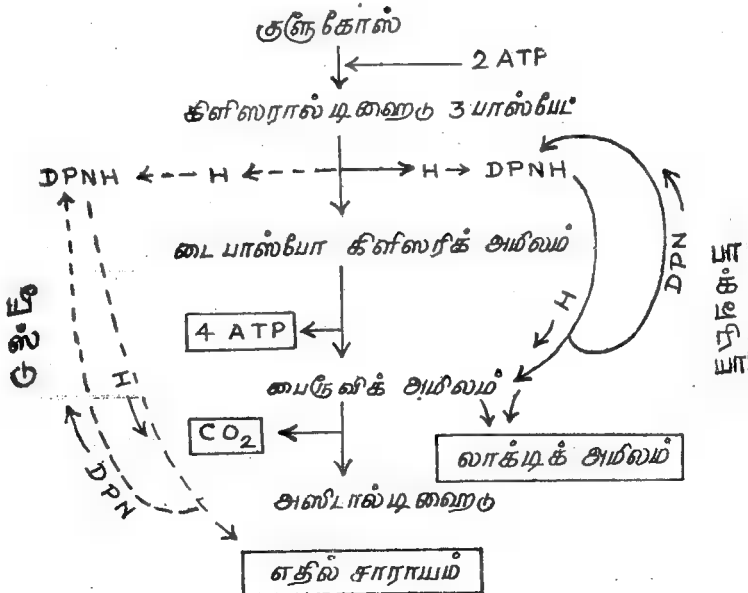 குளூகோஸ்
2 ATP
கிளிஸரால்டிஹைடு 3 பாஸ்பேட்
DPNH ← H ← → H → DPNH
டை பாஸ்போ கிளிஸரிக் அமிலம்
4 ATP
பைரூவிக் அமிலம்
CO₂
லாக்டிக் அமிலம்
அஸிடால்டிஹைடு
எதில் சாராயம்
ஈஸ்டு
H
DPN
H
DPN
பாக்டீரியா